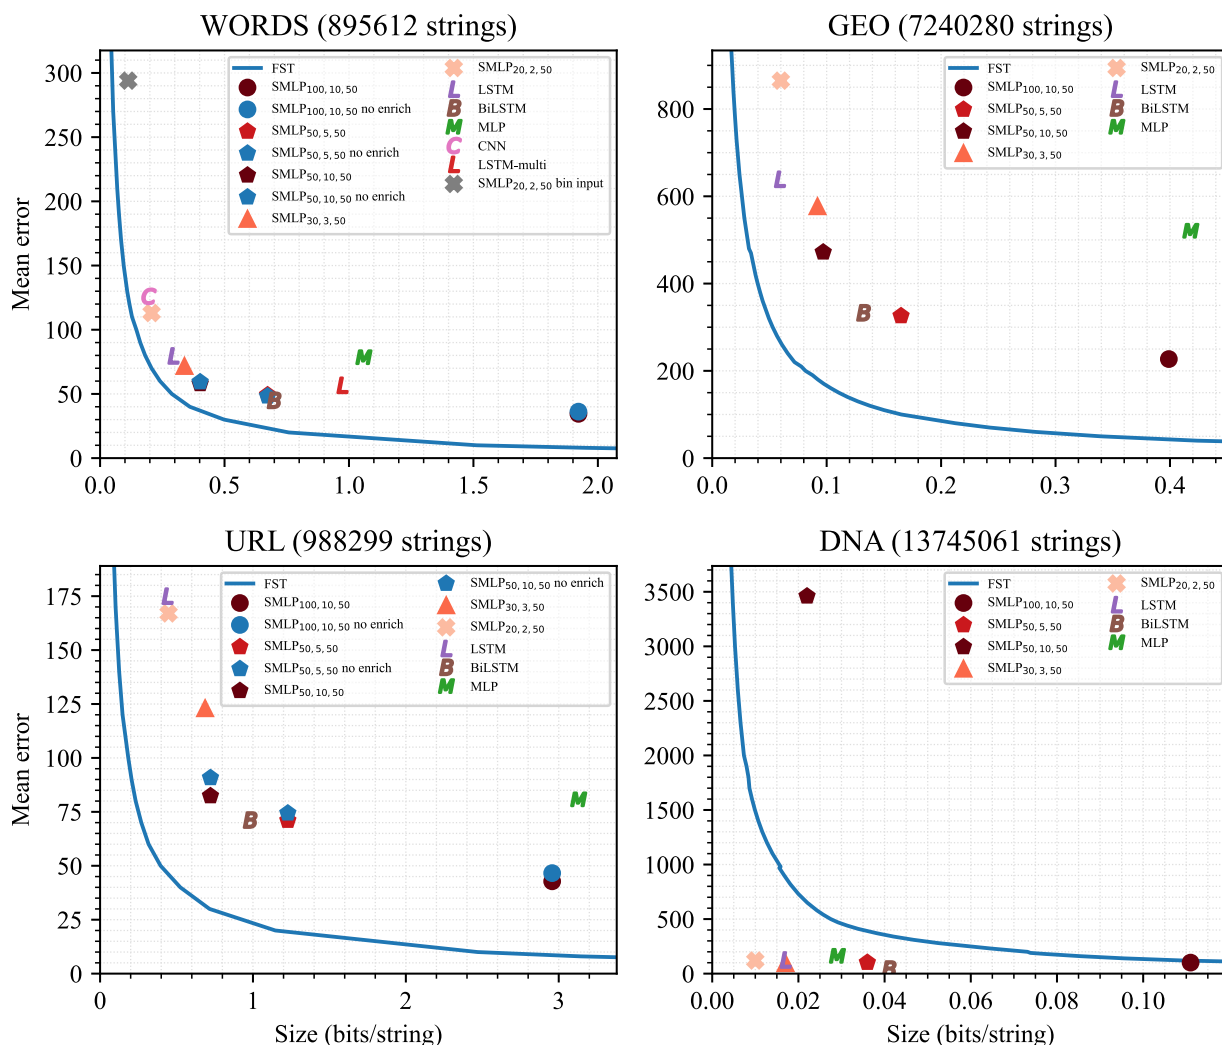 WORDS (895612 strings)
Mean error
300
250
200
150
100
50
0
0.0 0.5 1.0 1.5 2.0
FST
SMLP100, 10, 50
SMLP100, 10, 50 no enrich
SMLP50, 5, 50
SMLP50, 5, 50 no enrich
SMLP50, 10, 50
SMLP50, 10, 50 no enrich
SMLP30, 3, 50
SMLP20, 2, 50
L LSTM
B BiLSTM
M MLP
C CNN
L LSTM-multi
SMLP20, 2, 50 bin input
C
L
M
L
B
GEO (7240280 strings)
800
600
400
200
0
0.0 0.1 0.2 0.3 0.4
FST
SMLP100, 10, 50
SMLP50, 5, 50
SMLP50, 10, 50
SMLP30, 3, 50
SMLP20, 2, 50
L LSTM
B BiLSTM
M MLP
L
M
B
URL (988299 strings)
Mean error
175
150
125
100
75
50
25
0
0 1 2 3
Size (bits/string)
FST
SMLP100, 10, 50
SMLP100, 10, 50 no enrich
SMLP50, 5, 50
SMLP50, 5, 50 no enrich
SMLP50, 10, 50
SMLP50, 10, 50 no enrich
SMLP30, 3, 50
SMLP20, 2, 50
L LSTM
B BiLSTM
M MLP
L
M
B
DNA (13745061 strings)
3500
3000
2500
2000
1500
1000
500
0
0.00 0.02 0.04 0.06 0.08 0.10
Size (bits/string)
FST
SMLP100, 10, 50
SMLP50, 5, 50
SMLP50, 10, 50
SMLP30, 3, 50
SMLP20, 2, 50
L LSTM
B BiLSTM
M MLP
L
M
B